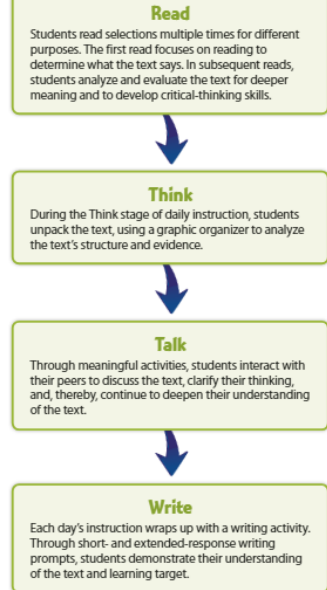 Read
Students read selections multiple times for different
purposes. The first read focuses on reading to
determine what the text says. In subsequent reads,
students analyze and evaluate the text for deeper
meaning and to develop critical-thinking skills.
Think
During the Think stage of daily instruction, students
unpack the text, using a graphic organizer to analyze
the text's structure and evidence.
Talk
Through meaningful activities, students interact with
their peers to discuss the text, clarify their thinking,
and, thereby, continue to deepen their understanding
of the text.
Write
Each day's instruction wraps up with a writing activity.
Through short- and extended-response writing
prompts, students demonstrate their understanding
of the text and learning target.